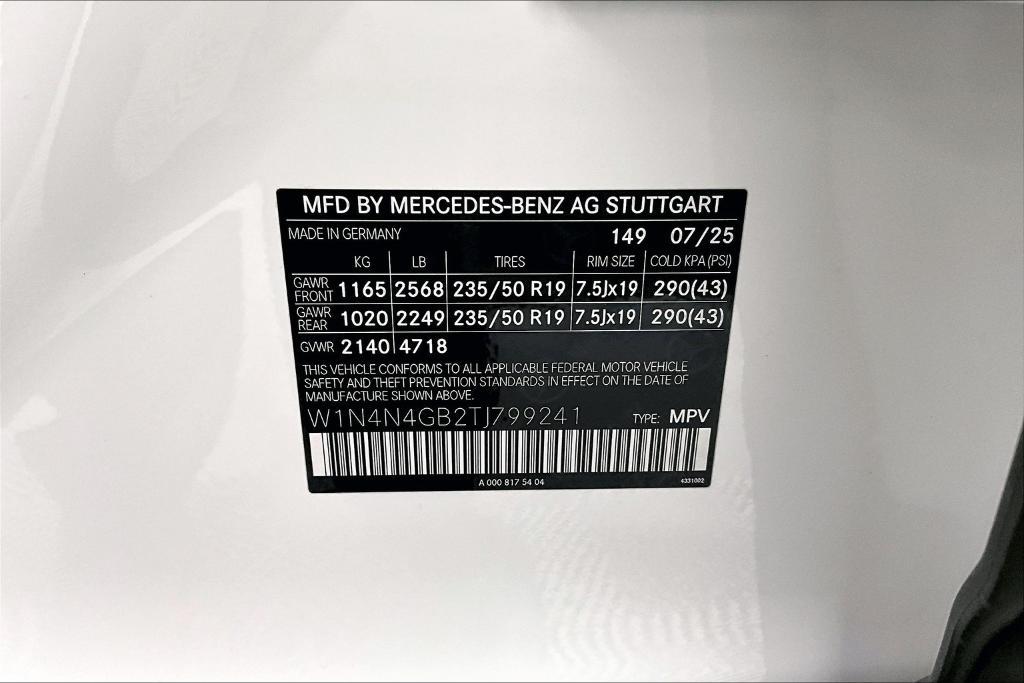 MFD BY MERCEDES-BENZ AG STUTTGART
MADE IN GERMANY 149 07/25
KG LB TIRES RIM SIZE COLD KPA (PSI)
GAWR FRONT 1165 2568 235/50 R19 7.5Jx19 290(43)
GAWR REAR 1020 2249 235/50 R19 7.5Jx19 290(43)
GVWR 2140 4718
THIS VEHICLE CONFORMS TO ALL APPLICABLE FEDERAL MOTOR VEHICLE
SAFETY AND THEFT PREVENTION STANDARDS IN EFFECT ON THE DATE OF
MANUFACTURE SHOWN ABOVE.
W1N4N4GB2TJ799241 TYPE: MPV
A 000 817 54 04 4331002